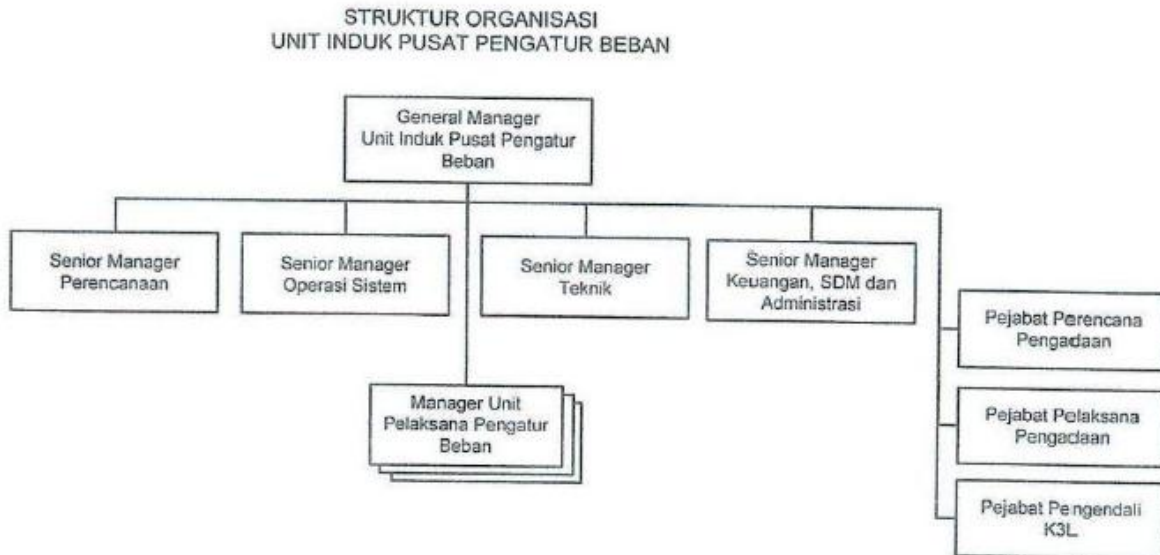 STRUKTUR ORGANISASI
UNIT INDUK PUSAT PENGATUR BEBAN
General Manager
Unit Induk Pusat Pengatur
Beban
Senior Manager
Perencanaan
Senior Manager
Operasi Sistem
Senior Manager
Teknik
Senior Manager
Keuangan, SDM dan
Administrasi
Pejabat Perencana
Pengadaan
Manager Unit
Pelaksana Pengatur
Beban
Pejabat Pelaksana
Pengadaan
Pejabat Pengendali
K3L